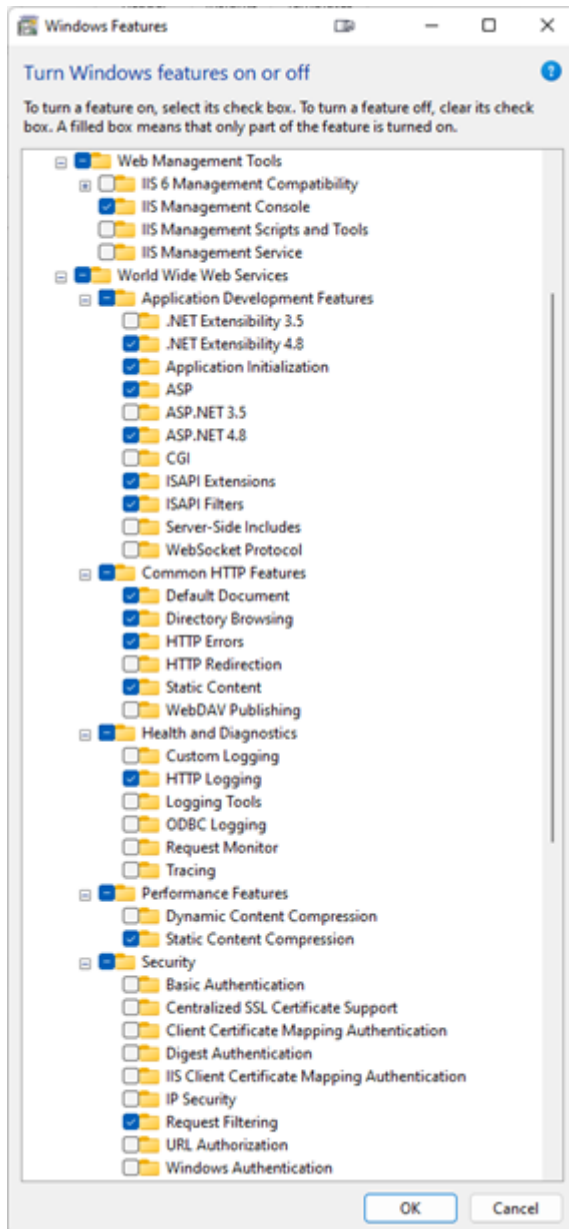 Windows Features
Turn Windows features on or off
To turn a feature on, select its check box. To turn a feature off, clear its check
box. A filled box means that only part of the feature is turned on.
Web Management Tools
IIS 6 Management Compatibility
IIS Management Console
IIS Management Scripts and Tools
IIS Management Service
World Wide Web Services
Application Development Features
.NET Extensibility 3.5
.NET Extensibility 4.8
Application Initialization
ASP
ASP.NET 3.5
ASP.NET 4.8
CGI
ISAPI Extensions
ISAPI Filters
Server-Side Includes
WebSocket Protocol
Common HTTP Features
Default Document
Directory Browsing
HTTP Errors
HTTP Redirection
Static Content
WebDAV Publishing
Health and Diagnostics
Custom Logging
HTTP Logging
Logging Tools
ODBC Logging
Request Monitor
Tracing
Performance Features
Dynamic Content Compression
Static Content Compression
Security
Basic Authentication
Centralized SSL Certificate Support
Client Certificate Mapping Authentication
Digest Authentication
IIS Client Certificate Mapping Authentication
IP Security
Request Filtering
URL Authorization
Windows Authentication
OK Cancel